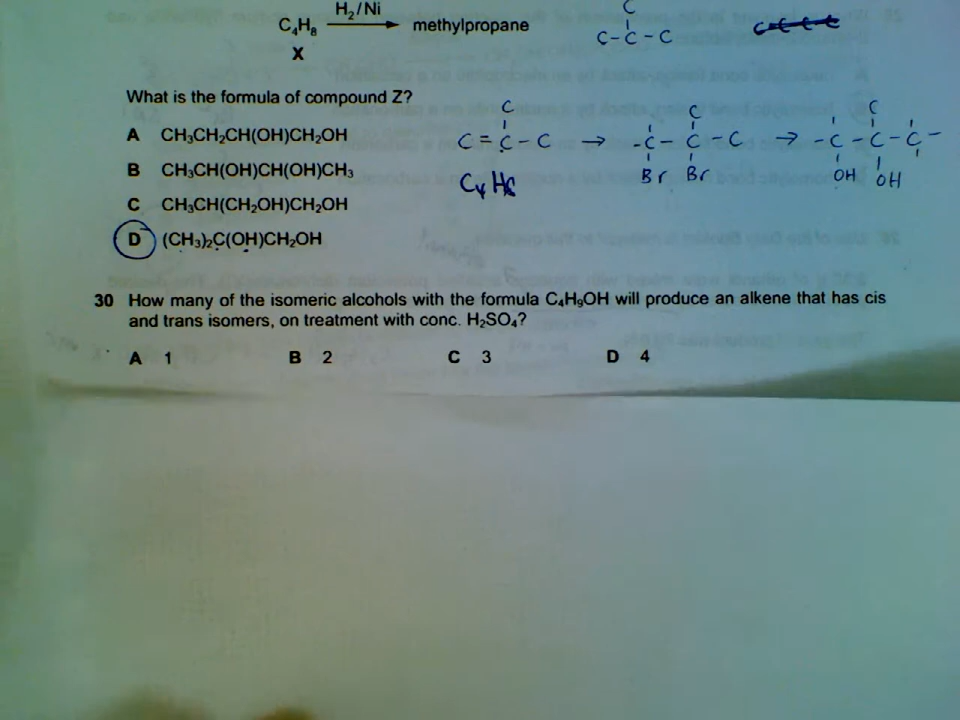 H₂/Ni
C₄H₈ → methylpropane
X
C
C-C-C
What is the formula of compound Z?
A CH₃CH₂CH(OH)CH₂OH
B CH₃CH(OH)CH(OH)CH₃
C CH₃CH(CH₂OH)CH₂OH
D (CH₃)₂C(OH)CH₂OH
C C C
C=C-C → -C-C-C → -C-C-C-
Br Br OH OH
30 How many of the isomeric alcohols with the formula C₄H₉OH will produce an alkene that has cis
and trans isomers, on treatment with conc. H₂SO₄?
A 1 B 2 C 3 D 4